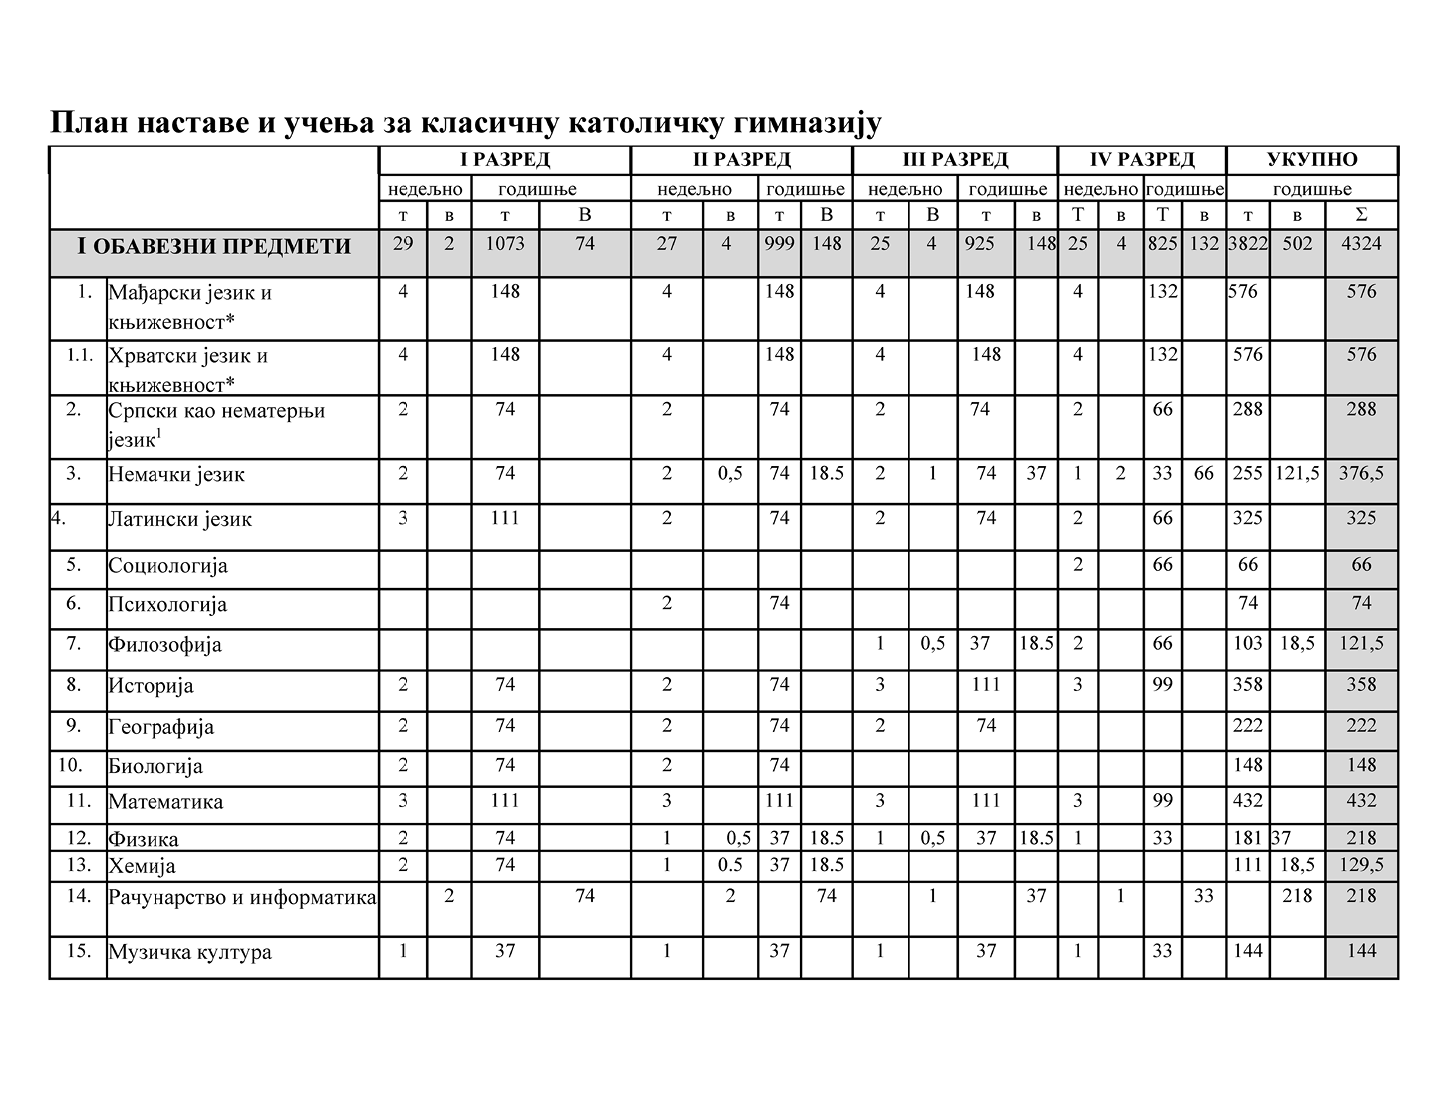 План наставе и учења за класичну католичку гимназију
I РАЗРЕД II РАЗРЕД III РАЗРЕД IV РАЗРЕД УКУПНО
недељно годишње недељно годишње недељно годишње недељно годишње годишње
т в т В т в т В т В т в Т в Т в т в Σ
I ОБАВЕЗНИ ПРЕДМЕТИ 29 2 1073 74 27 4 999 148 25 4 925 148 25 4 825 132 3822 502 4324
1. Мађарски језик и 4 148 4 148 4 148 4 132 576 576
књижевност*
1.1. Хрватски језик и 4 148 4 148 4 148 4 132 576 576
књижевност*
2. Српски као нематерњи 2 74 2 74 2 74 2 66 288 288
језик1
3. Немачки језик 2 74 2 0,5 74 18.5 2 1 74 37 1 2 33 66 255 121,5 376,5
4. Латински језик 3 111 2 74 2 74 2 66 325 325
5. Социологија 2 66 66 66
6. Психологија 2 74 74 74
7. Филозофија 1 0,5 37 18.5 2 66 103 18,5 121,5
8. Историја 2 74 2 74 3 111 3 99 358 358
9. Географија 2 74 2 74 2 74 222 222
10. Биологија 2 74 2 74 148 148
11. Математика 3 111 3 111 3 111 3 99 432 432
12. Физика 2 74 1 0,5 37 18.5 1 0,5 37 18.5 1 33 181 37 218
13. Хемија 2 74 1 0.5 37 18.5 111 18,5 129,5
14. Рачунарство и информатика 2 74 2 74 1 37 1 33 218 218
15. Музичка култура 1 37 1 37 1 37 1 33 144 144